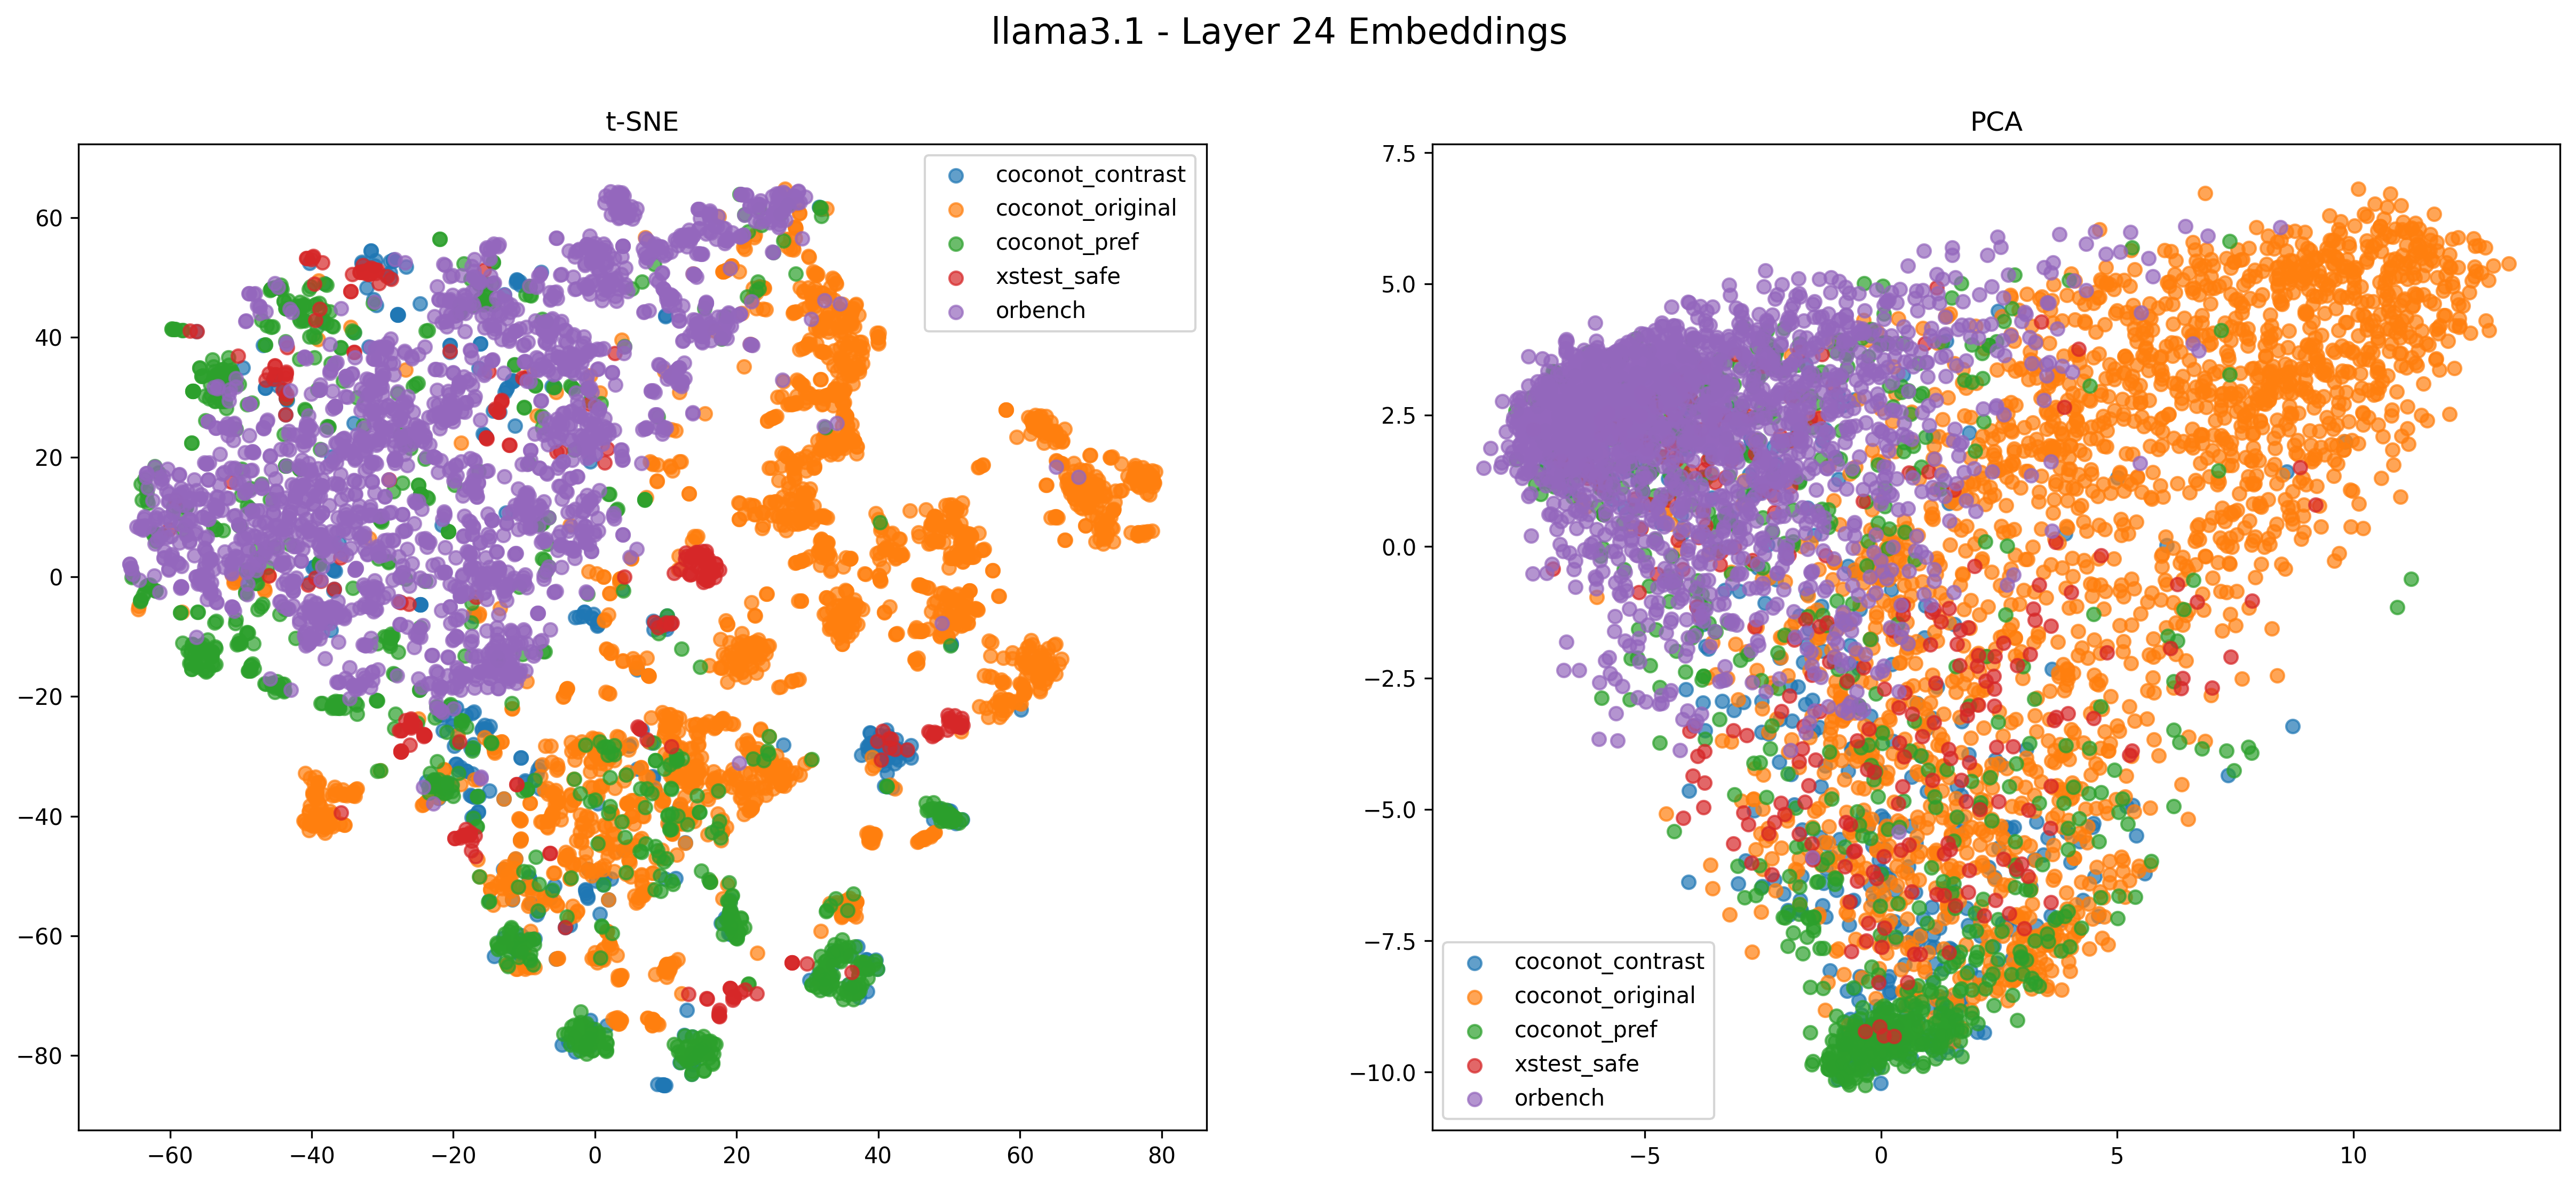 llama3.1 - Layer 24 Embeddings
t-SNE
coconot_contrast
coconot_original
coconot_pref
xstest_safe
orbench
60
40
20
0
−20
−40
−60
−80
−60 −40 −20 0 20 40 60 80
PCA
7.5
5.0
2.5
0.0
−2.5
−5.0
−7.5
−10.0
coconot_contrast
coconot_original
coconot_pref
xstest_safe
orbench
−5 0 5 10